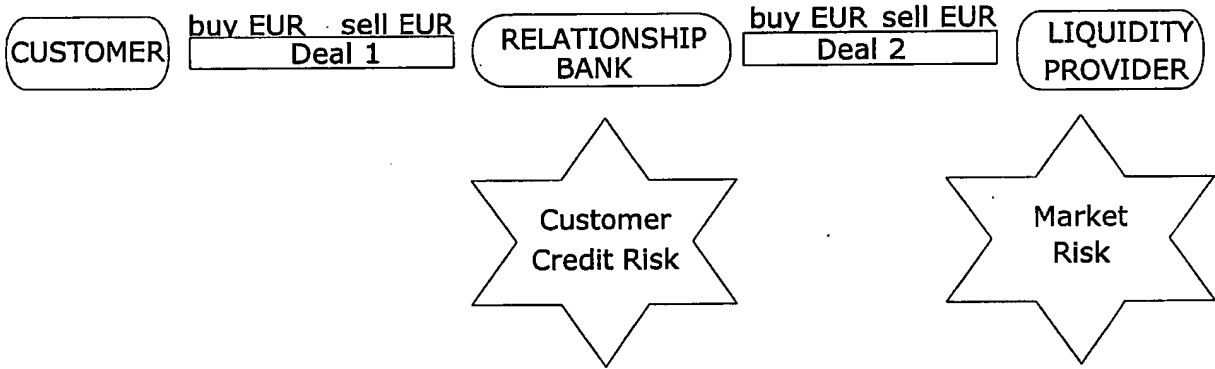 CUSTOMER
buy EUR sell EUR
Deal 1
RELATIONSHIP
BANK
buy EUR sell EUR
Deal 2
LIQUIDITY
PROVIDER
Customer
Credit Risk
Market
Risk